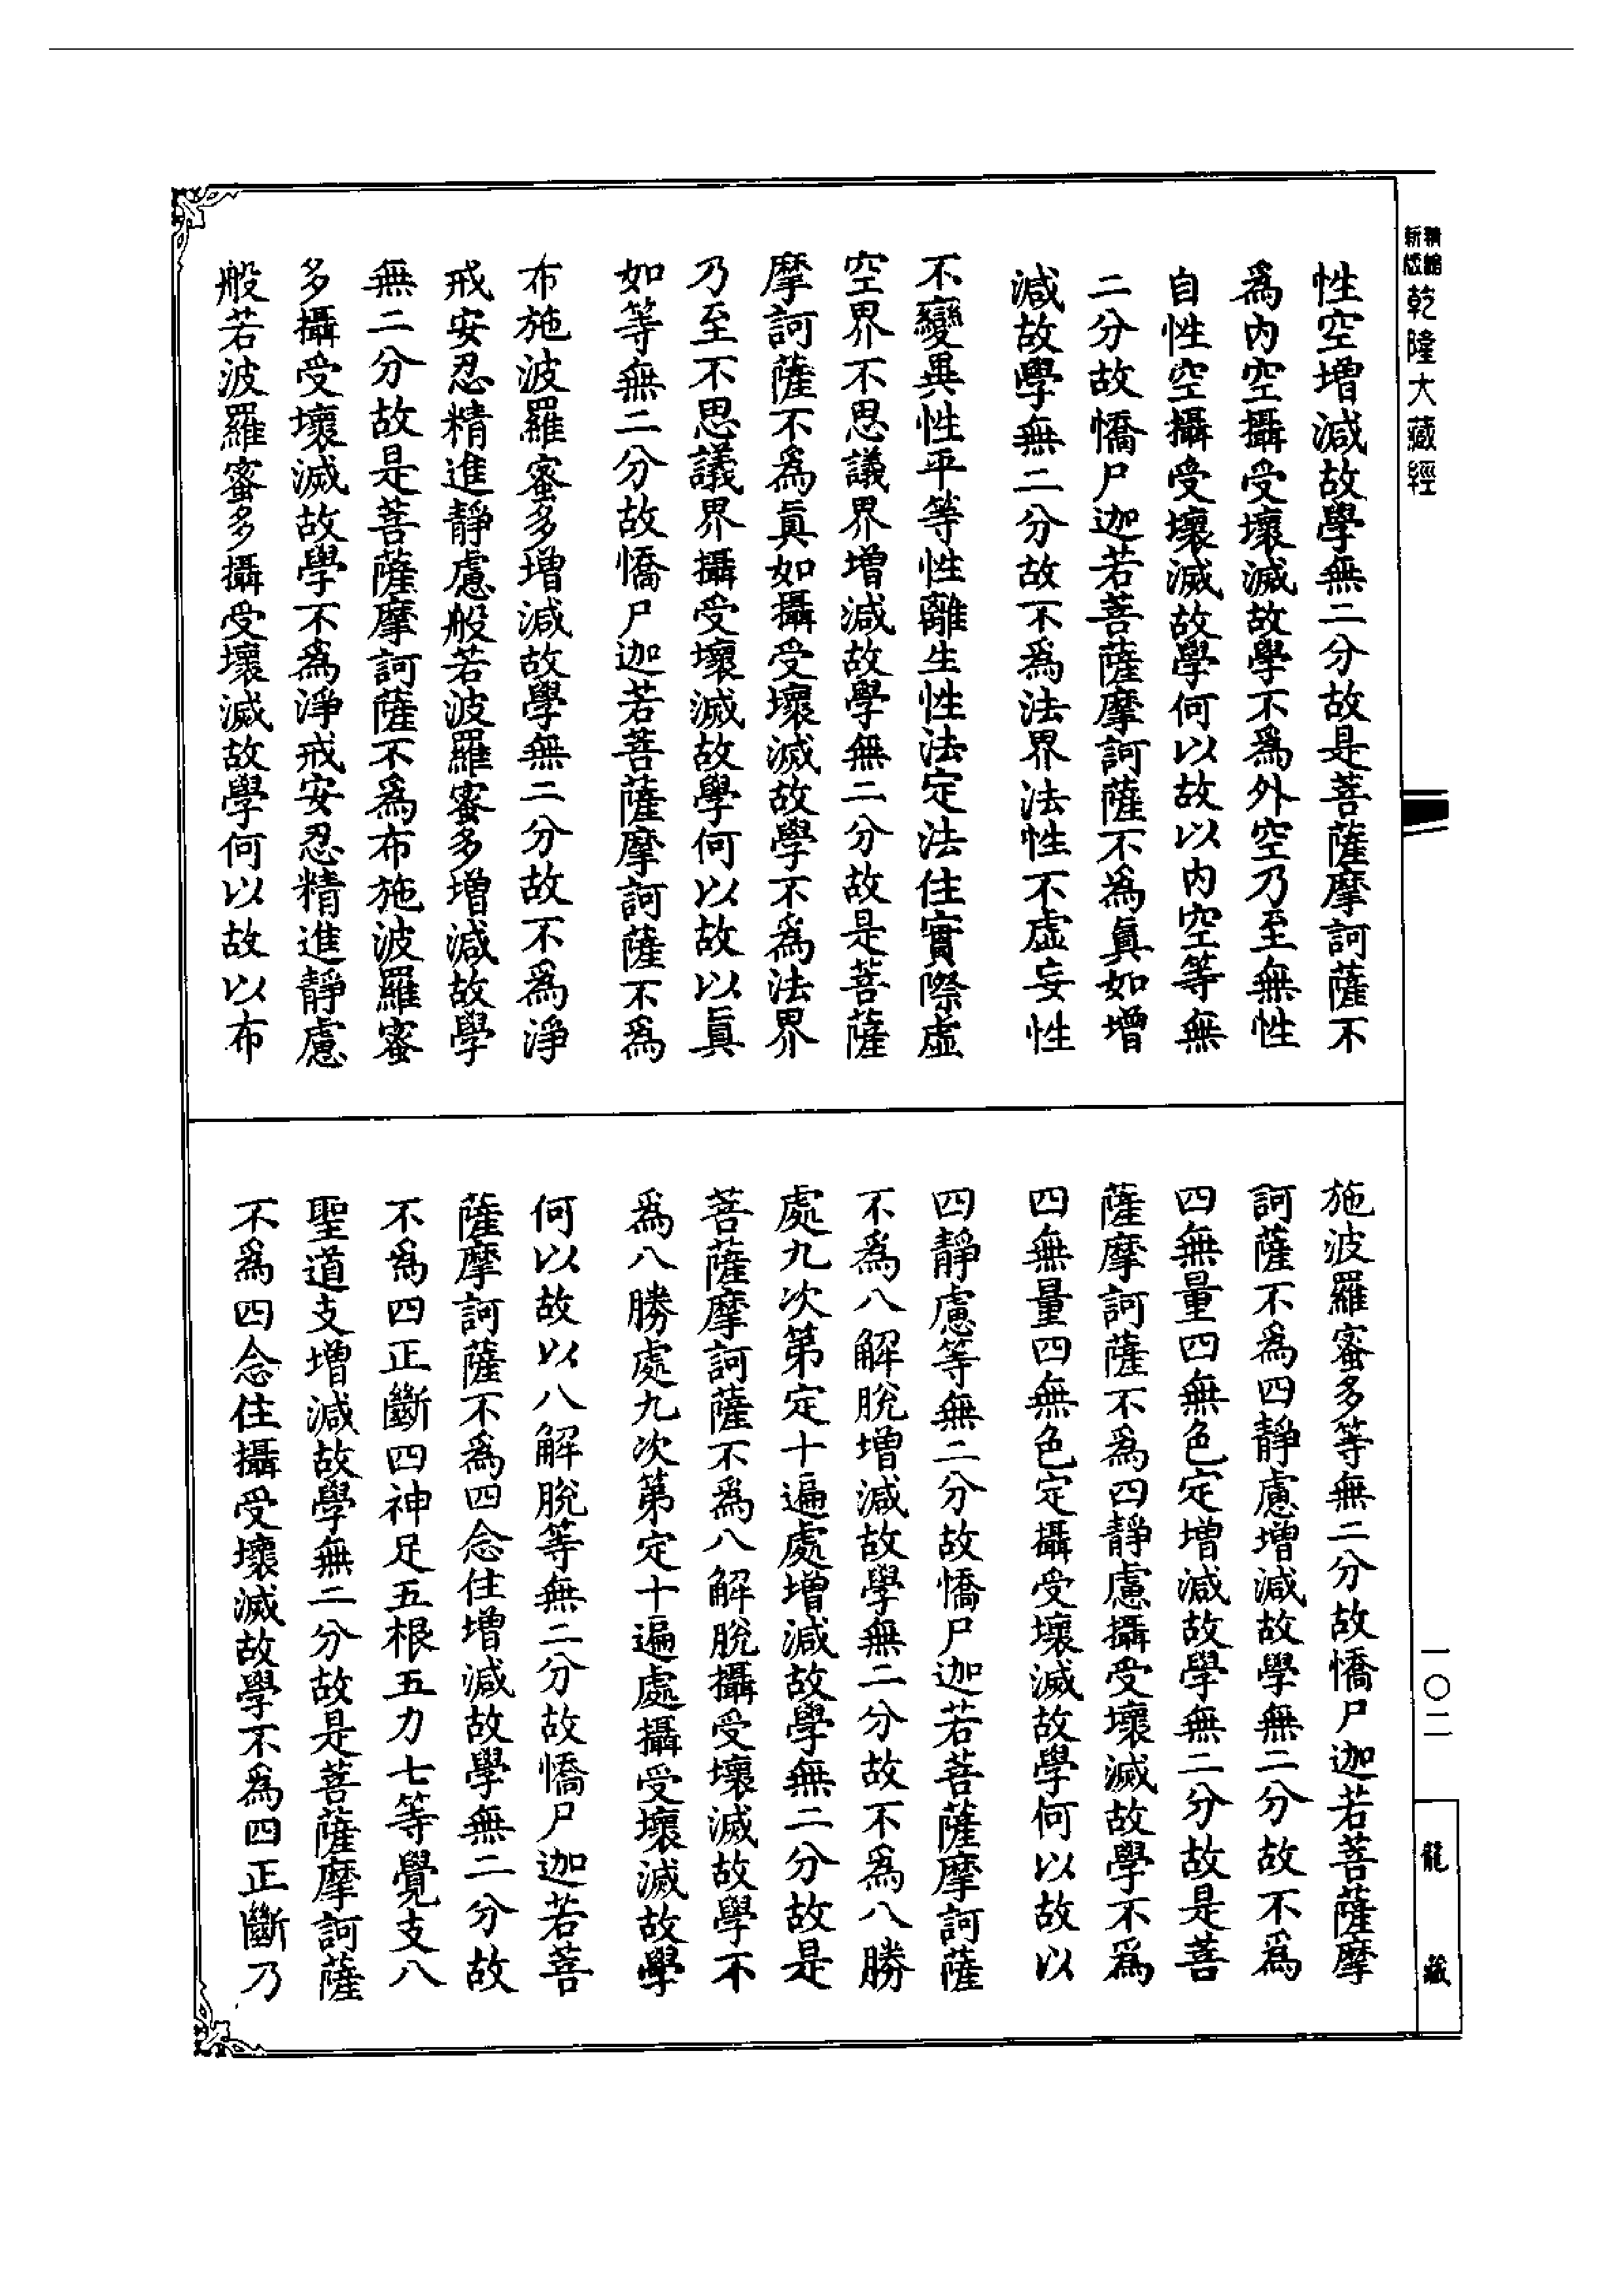 精縮新版乾隆大藏經
性空增減故學無二分故是菩薩摩訶薩不
爲內空攝受壞滅故學不爲外空乃至無性
自性空攝受壞滅故學何以故以內空等無
二分故憍尸迦若菩薩摩訶薩不爲眞如增
減故學無二分故不爲法界法性不虛妄性
不變異性平等性離生性法定法住實際虛
空界不思議界增減故學無二分故是菩薩
摩訶薩不爲眞如攝受壞滅故學不爲法界
乃至不思議界攝受壞滅故學何以故以眞
如等無二分故憍尸迦若菩薩摩訶薩不爲
布施波羅蜜多增減故學無二分故不爲淨
戒安忍精進靜慮般若波羅蜜多增減故學
無二分故是菩薩摩訶薩不爲布施波羅蜜
多攝受壞滅故學不爲淨戒安忍精進靜慮
般若波羅蜜多攝受壞滅故學何以故以布
施波羅蜜多等無二分故憍尸迦若菩薩摩
訶薩不爲四靜慮增減故學無二分故不爲
四無量四無色定增減故學無二分故是菩
薩摩訶薩不爲四靜慮攝受壞滅故學不爲
四無量四無色定攝受壞滅故學何以故以
四靜慮等無二分故憍尸迦若菩薩摩訶薩
不爲八解脫增減故學無二分故不爲八勝
處九次第定十遍處增減故學無二分故是
菩薩摩訶薩不爲八解脫攝受壞滅故學不
爲八勝處九次第定十遍處攝受壞滅故學
何以故以八解脫等無二分故憍尸迦若菩
薩摩訶薩不爲四念住增減故學無二分故
不爲四正斷四神足五根五力七等覺支八
聖道支增減故學無二分故是菩薩摩訶薩
不爲四念住攝受壞滅故學不爲四正斷乃
一〇二
龍藏